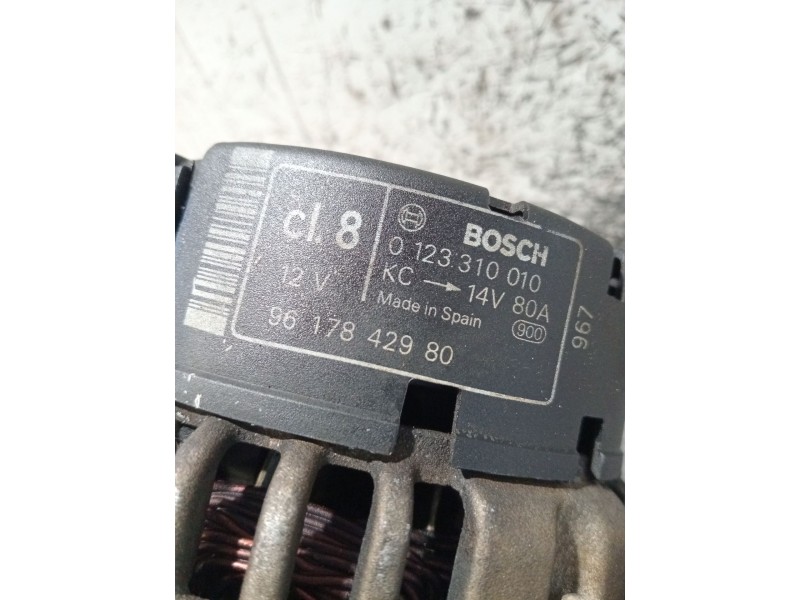 cl. 8
12 V
BOSCH
0 123 310 010
KC → 14V 80A
Made in Spain
900
96 178 429 80
967